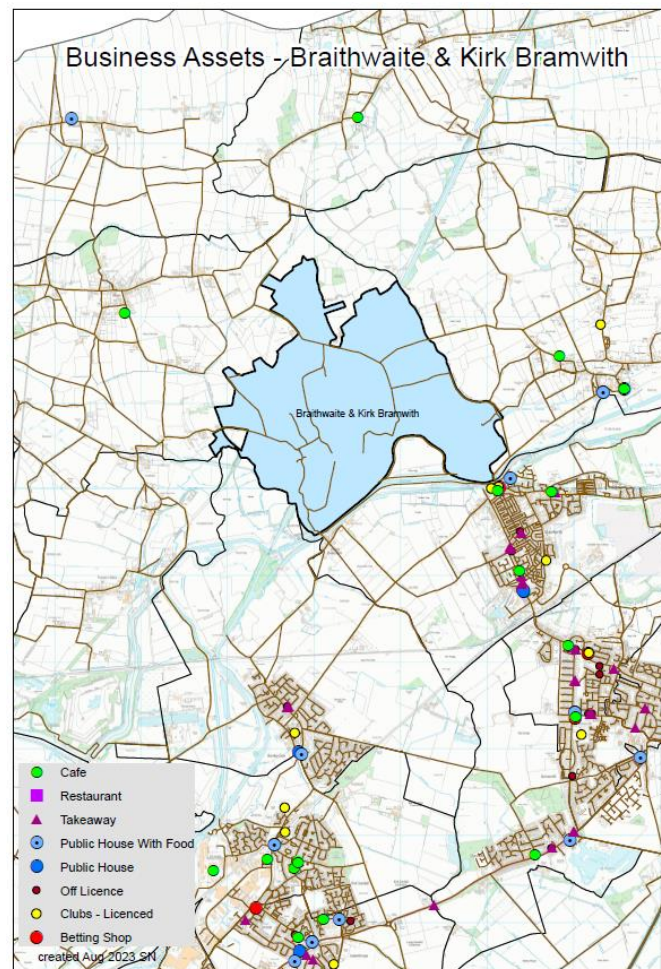 Business Assets - Braithwaite & Kirk Bramwith
Braithwaite & Kirk Bramwith
Cafe
Restaurant
Takeaway
Public House With Food
Public House
Off Licence
Clubs - Licenced
Betting Shop
created Aug 2023 SN